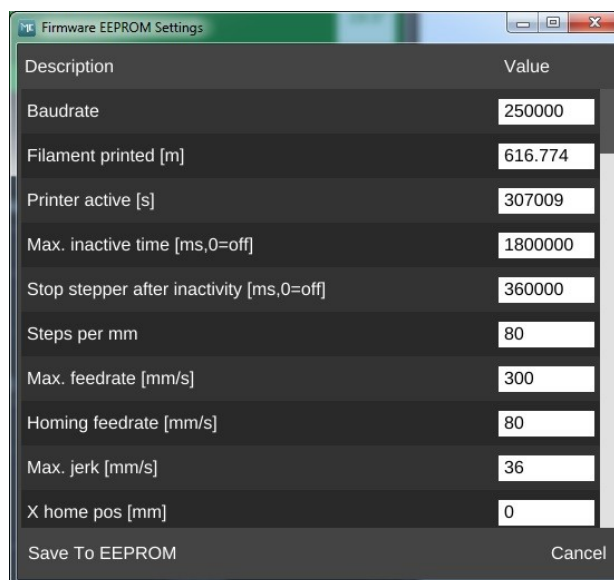 Firmware EEPROM Settings
Description Value
Baudrate 250000
Filament printed [m] 616.774
Printer active [s] 307009
Max. inactive time [ms,0=off] 1800000
Stop stepper after inactivity [ms,0=off] 360000
Steps per mm 80
Max. feedrate [mm/s] 300
Homing feedrate [mm/s] 80
Max. jerk [mm/s] 36
X home pos [mm] 0
Save To EEPROM Cancel